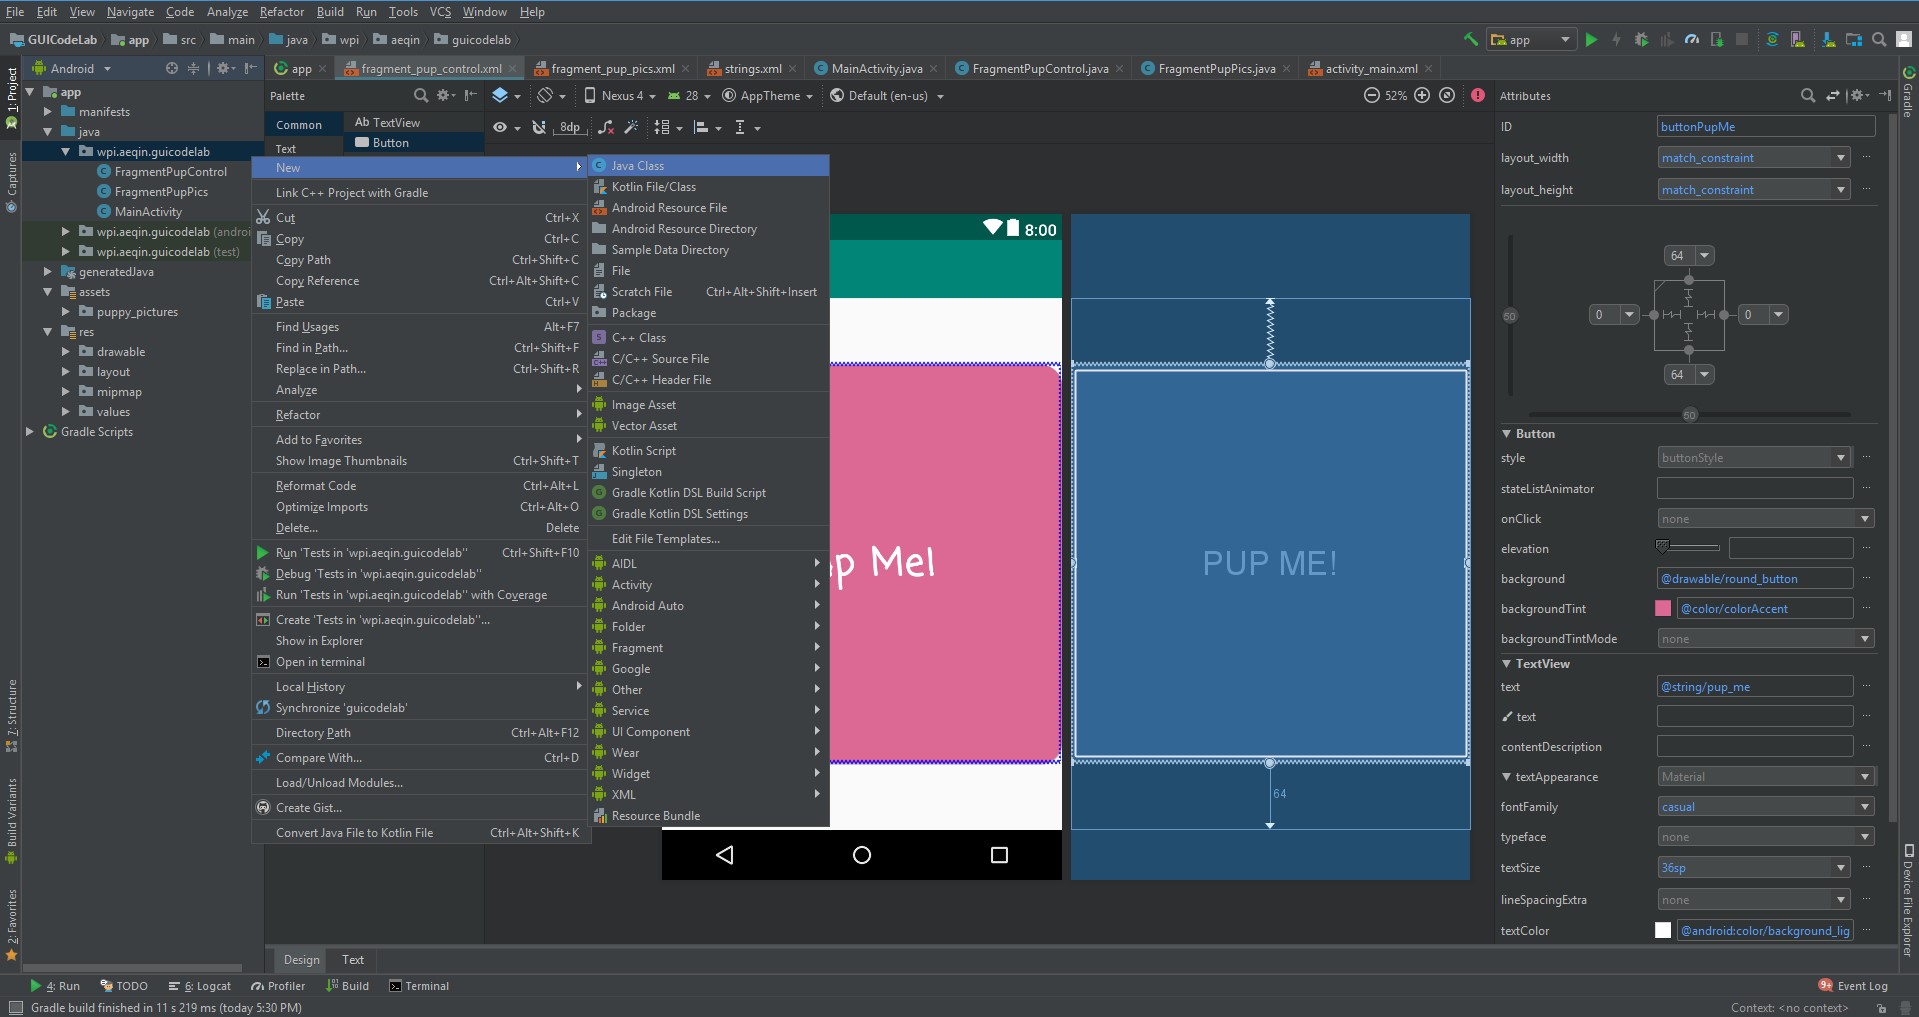 File Edit View Navigate Code Analyze Refactor Build Run Tools VCS Window Help
GUICodeLab app src main java wpi aeqin guicodelab
app
1: Project
Captures
7: Structure
Build Variants
2: Favorites
Android
app
manifests
java
wpi.aeqin.guicodelab
FragmentPupControl
FragmentPupPics
MainActivity
wpi.aeqin.guicodelab (androi
wpi.aeqin.guicodelab (test)
generatedJava
assets
puppy_pictures
res
drawable
layout
mipmap
values
Gradle Scripts
app fragment_pup_control.xml fragment_pup_pics.xml strings.xml MainActivity.java FragmentPupControl.java FragmentPupPics.java activity_main.xml
Palette
Common
Text
Ab TextView
Button
Nexus 4 28 AppTheme Default (en-us) 52%
8dp
New
Link C++ Project with Gradle
Cut Ctrl+X
Copy Ctrl+C
Copy Path Ctrl+Shift+C
Copy Reference Ctrl+Alt+Shift+C
Paste Ctrl+V
Find Usages Alt+F7
Find in Path... Ctrl+Shift+F
Replace in Path... Ctrl+Shift+R
Analyze
Refactor
Add to Favorites
Show Image Thumbnails Ctrl+Shift+T
Reformat Code Ctrl+Alt+L
Optimize Imports Ctrl+Alt+O
Delete... Delete
Run 'Tests in 'wpi.aeqin.guicodelab'' Ctrl+Shift+F10
Debug 'Tests in 'wpi.aeqin.guicodelab''
Run 'Tests in 'wpi.aeqin.guicodelab'' with Coverage
Create 'Tests in 'wpi.aeqin.guicodelab''...
Show in Explorer
Open in terminal
Local History
Synchronize 'guicodelab'
Directory Path Ctrl+Alt+F12
Compare With... Ctrl+D
Load/Unload Modules...
Create Gist...
Convert Java File to Kotlin File Ctrl+Alt+Shift+K
Java Class
Kotlin File/Class
Android Resource File
Android Resource Directory
Sample Data Directory
File
Scratch File Ctrl+Alt+Shift+Insert
Package
C++ Class
C/C++ Source File
C/C++ Header File
Image Asset
Vector Asset
Kotlin Script
Singleton
Gradle Kotlin DSL Build Script
Gradle Kotlin DSL Settings
Edit File Templates...
AIDL
Activity
Android Auto
Folder
Fragment
Google
Other
Service
UI Component
Wear
Widget
XML
Resource Bundle
8:00
p Me!
PUP ME!
64
Attributes
ID buttonPupMe
layout_width match_constraint
layout_height match_constraint
64
50
0 0
64
50
Button
style buttonStyle
stateListAnimator
onClick none
elevation
background @drawable/round_button
backgroundTint @color/colorAccent
backgroundTintMode none
TextView
text @string/pup_me
text
contentDescription
textAppearance Material
fontFamily casual
typeface none
textSize 36sp
lineSpacingExtra none
textColor @android:color/background_lig
Gradle
Device File Explorer
Design Text
4: Run TODO 6: Logcat Profiler Build Terminal 9+ Event Log
Gradle build finished in 11 s 219 ms (today 5:30 PM) Context: <no context>